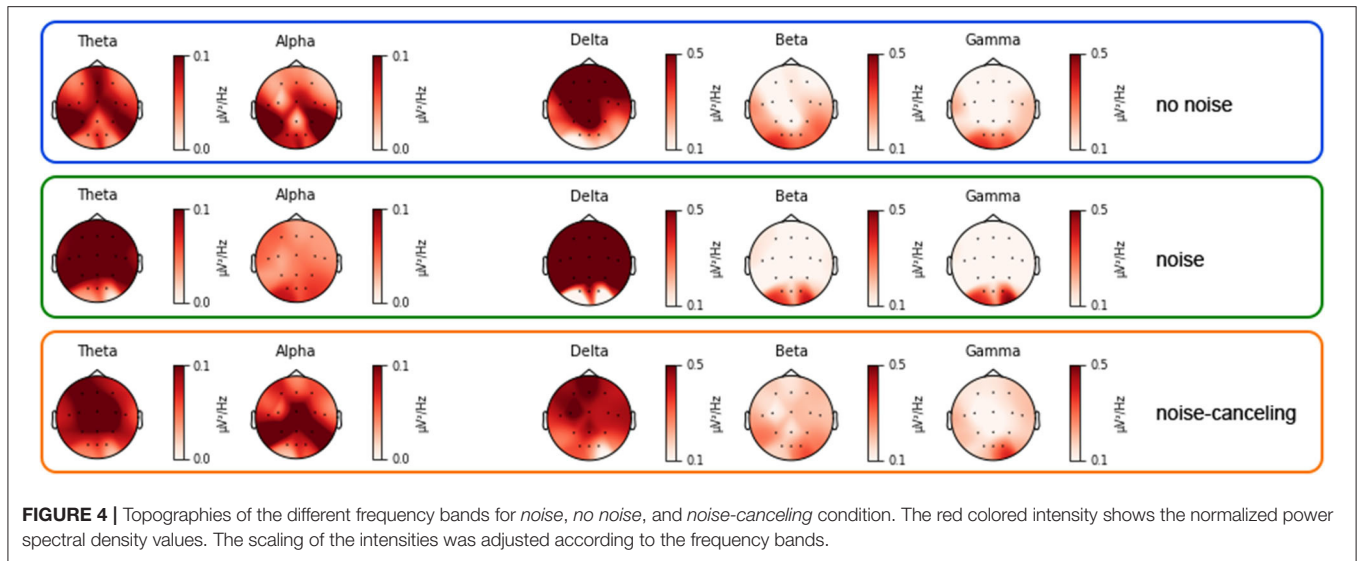 Theta Alpha Delta Beta Gamma
0.1 0.1 0.5 0.5 0.5
µV²/Hz µV²/Hz µV²/Hz µV²/Hz µV²/Hz no noise
0.0 0.0 0.1 0.1 0.1
Theta Alpha Delta Beta Gamma
0.1 0.1 0.5 0.5 0.5
µV²/Hz µV²/Hz µV²/Hz µV²/Hz µV²/Hz noise
0.0 0.0 0.1 0.1 0.1
Theta Alpha Delta Beta Gamma
0.1 0.1 0.5 0.5 0.5
µV²/Hz µV²/Hz µV²/Hz µV²/Hz µV²/Hz noise-canceling
0.0 0.0 0.1 0.1 0.1
FIGURE 4 | Topographies of the different frequency bands for noise, no noise, and noise-canceling condition. The red colored intensity shows the normalized power
spectral density values. The scaling of the intensities was adjusted according to the frequency bands.